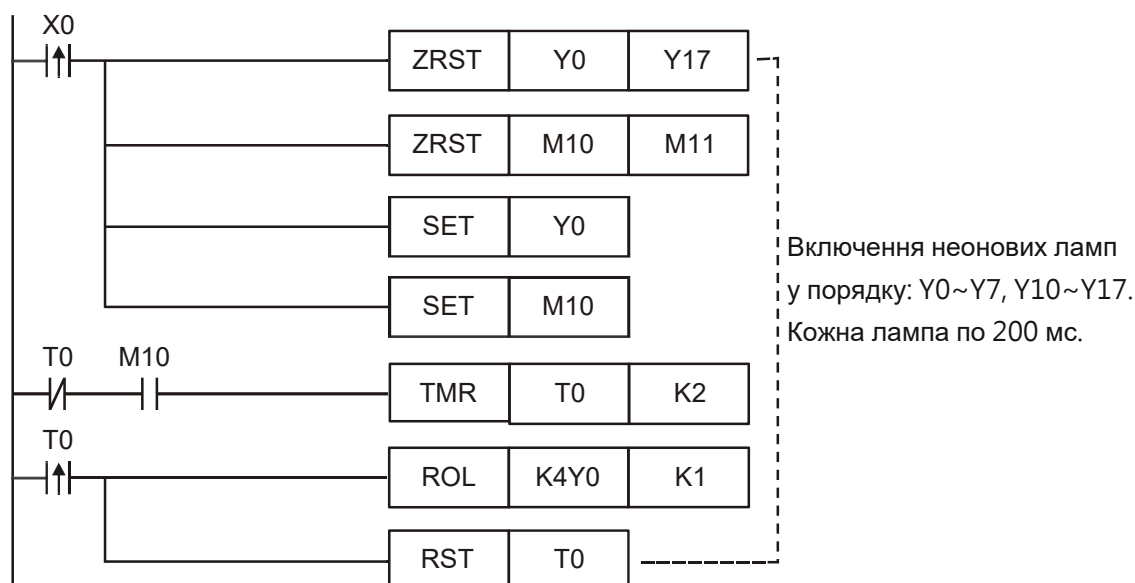 X0
ZRST Y0 Y17
ZRST M10 M11
SET Y0
SET M10
Включення неонових ламп
у порядку: Y0~Y7, Y10~Y17.
Кожна лампа по 200 мс.
T0 M10
TMR T0 K2
T0
ROL K4Y0 K1
RST T0